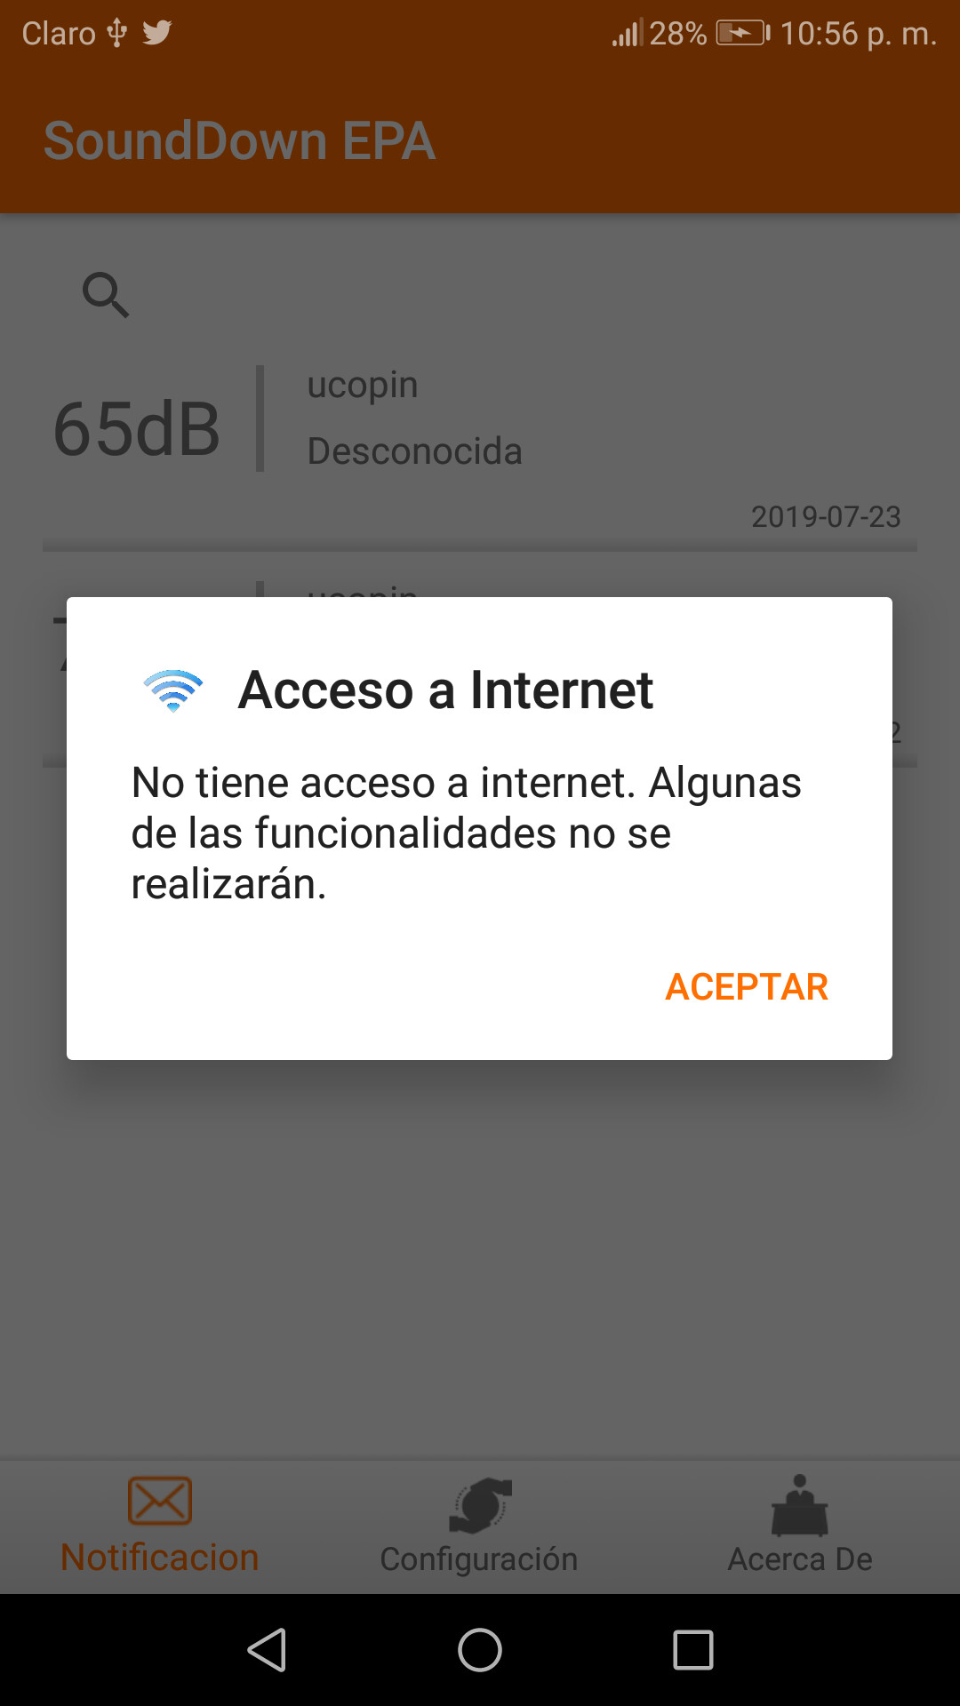 Claro 28% 10:56 p. m.
SoundDown EPA
65dB
ucopin
Desconocida
2019-07-23
Acceso a Internet
No tiene acceso a internet. Algunas
de las funcionalidades no se
realizarán.
ACEPTAR
Notificacion Configuración Acerca De